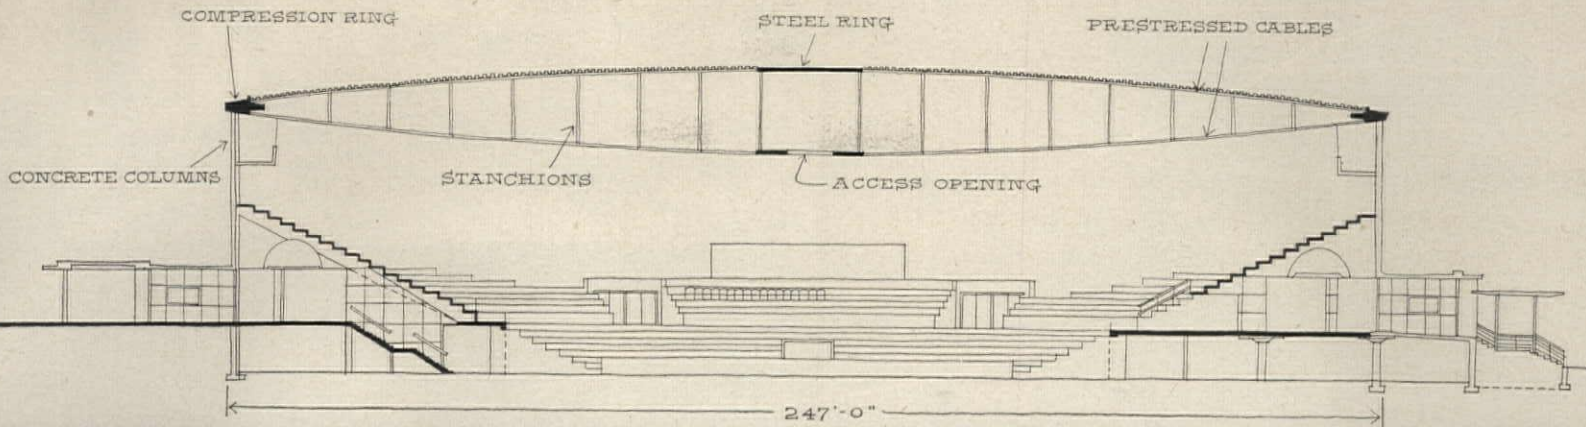 COMPRESSION RING
STEEL RING
PRESTRESSED CABLES
CONCRETE COLUMNS
STANCHIONS
ACCESS OPENING
247'-0"